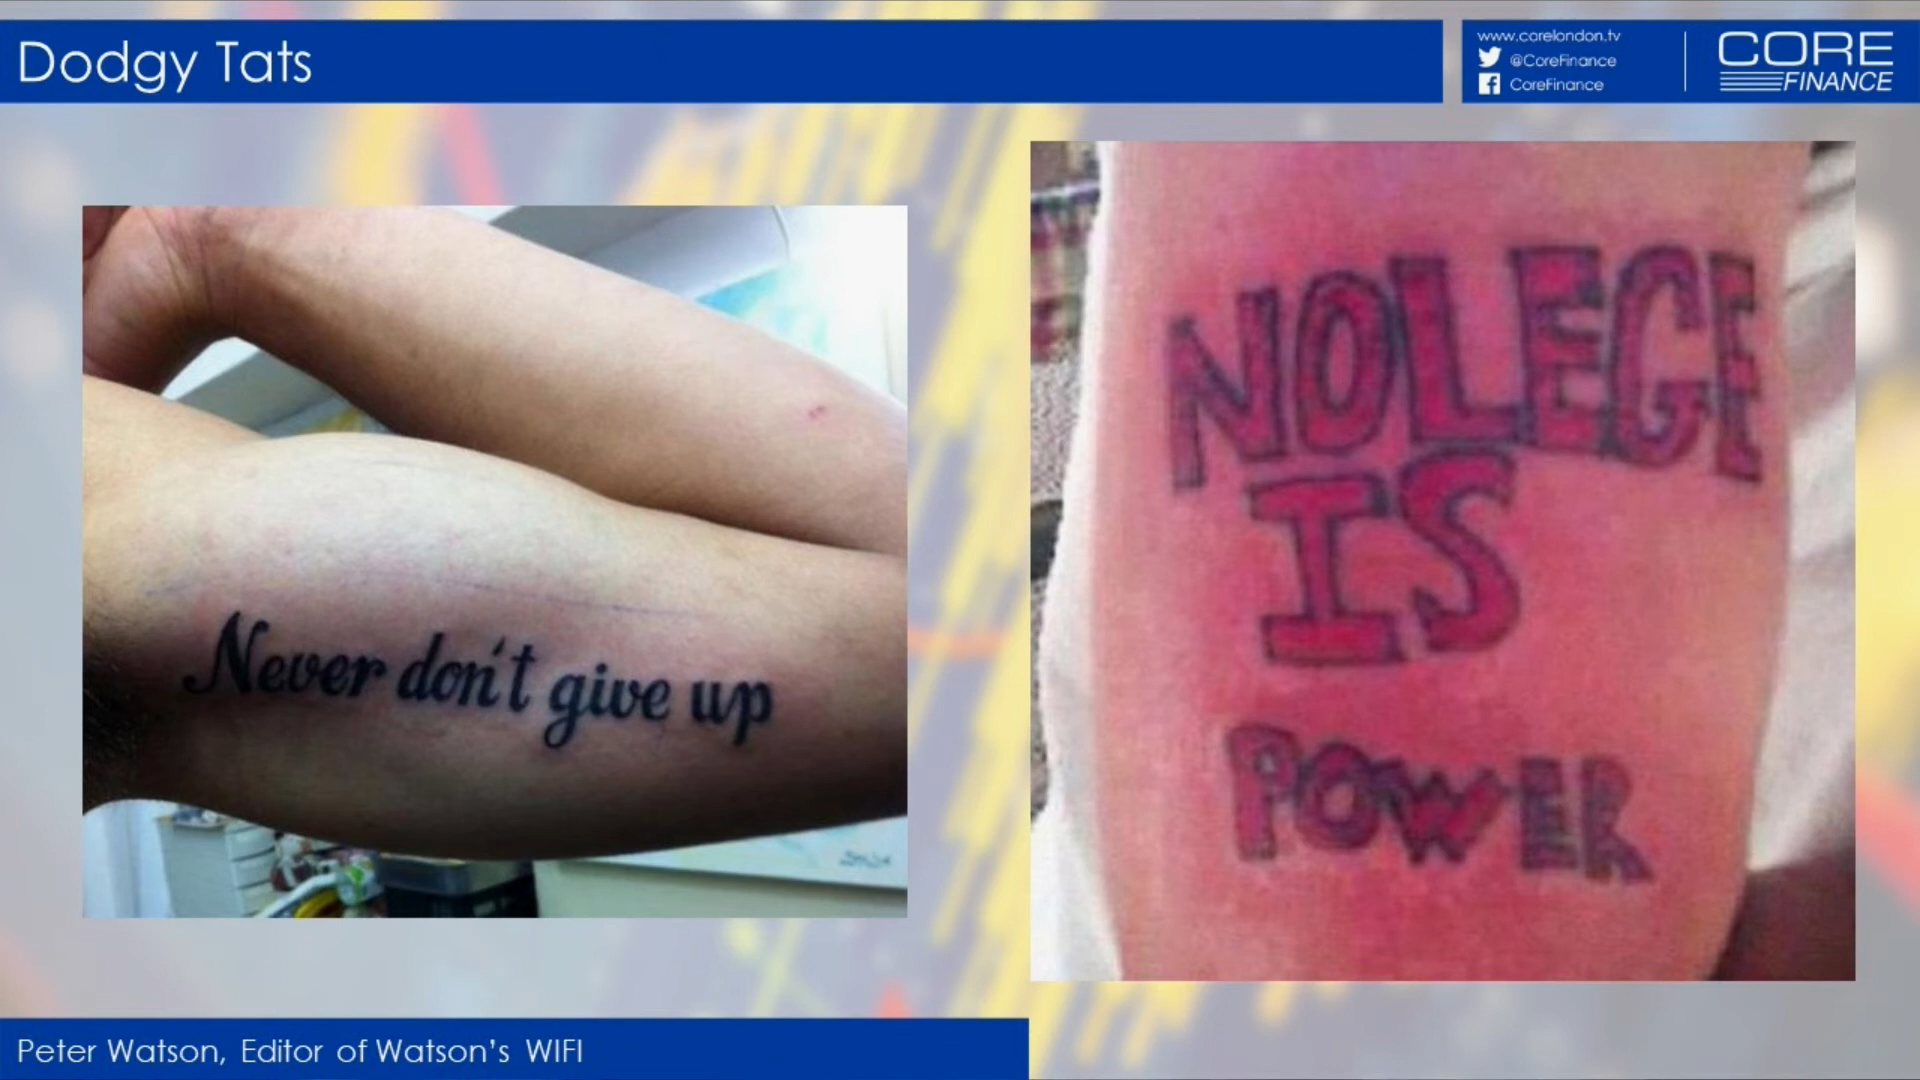 Dodgy Tats
www.corelondon.tv
@CoreFinance
CoreFinance
CORE
FINANCE
Never don't give up
NOLEGE
IS
POWER
Peter Watson, Editor of Watson's WIFI